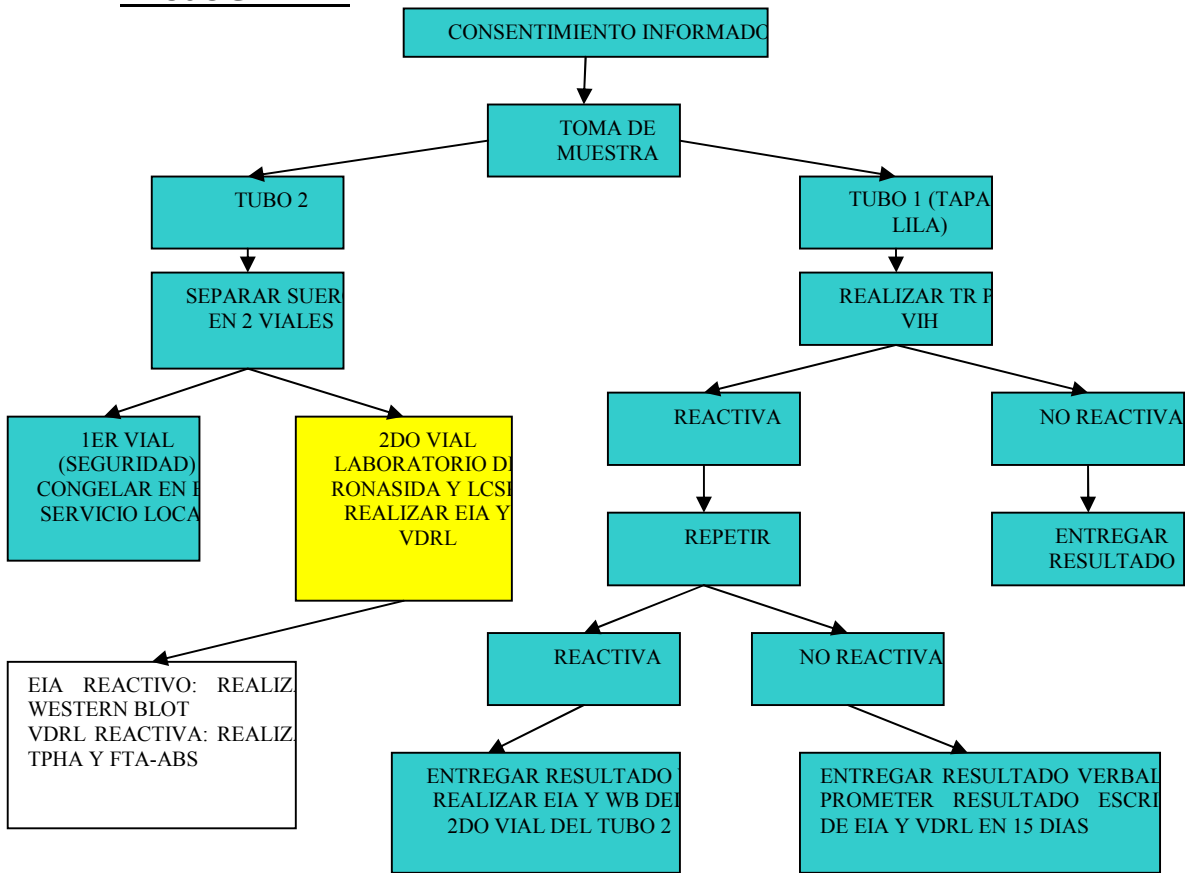 CONSENTIMIENTO INFORMADO
TOMA DE
MUESTRA
TUBO 2
TUBO 1 (TAPA
LILA)
SEPARAR SUER
EN 2 VIALES
REALIZAR TR P
VIH
1ER VIAL
(SEGURIDAD)
CONGELAR EN E
SERVICIO LOCA
2DO VIAL
LABORATORIO DE
RONASIDA Y LCSP
REALIZAR EIA Y
VDRL
REACTIVA
NO REACTIVA
REPETIR
ENTREGAR
RESULTADO
REACTIVA
NO REACTIVA
EIA REACTIVO: REALIZA
WESTERN BLOT
VDRL REACTIVA: REALIZA
TPHA Y FTA-ABS
ENTREGAR RESULTADO Y
REALIZAR EIA Y WB DEL
2DO VIAL DEL TUBO 2
ENTREGAR RESULTADO VERBAL
PROMETER RESULTADO ESCRI
DE EIA Y VDRL EN 15 DIAS